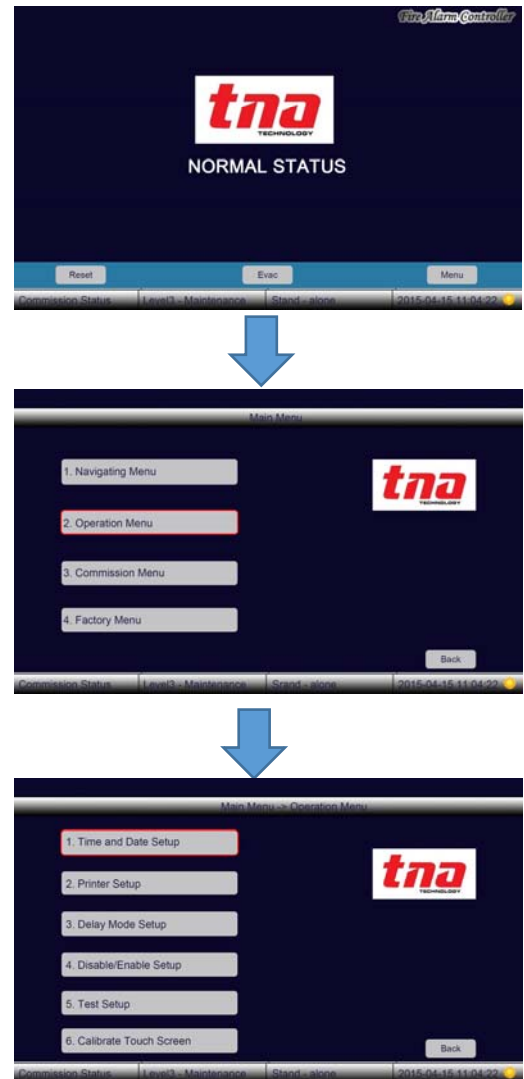 Fire Alarm Controller
tna
TECHNOLOGY
NORMAL STATUS
Reset Evac Menu
Commission Status Level3 - Maintenance Stand - alone 2015-04-15 11:04:22
Main Menu
1. Navigating Menu
tna
TECHNOLOGY
2. Operation Menu
3. Commission Menu
4. Factory Menu
Back
Commission Status Level3 - Maintenance Srand - alone 2015-04-15 11:04:22
Main Menu -> Operation Menu
1. Time and Date Setup
tna
TECHNOLOGY
2. Printer Setup
3. Delay Mode Setup
4. Disable/Enable Setup
5. Test Setup
6. Calibrate Touch Screen
Back
Commission Status Level3 - Maintenance Stand - alone 2015-04-15 11:04:22